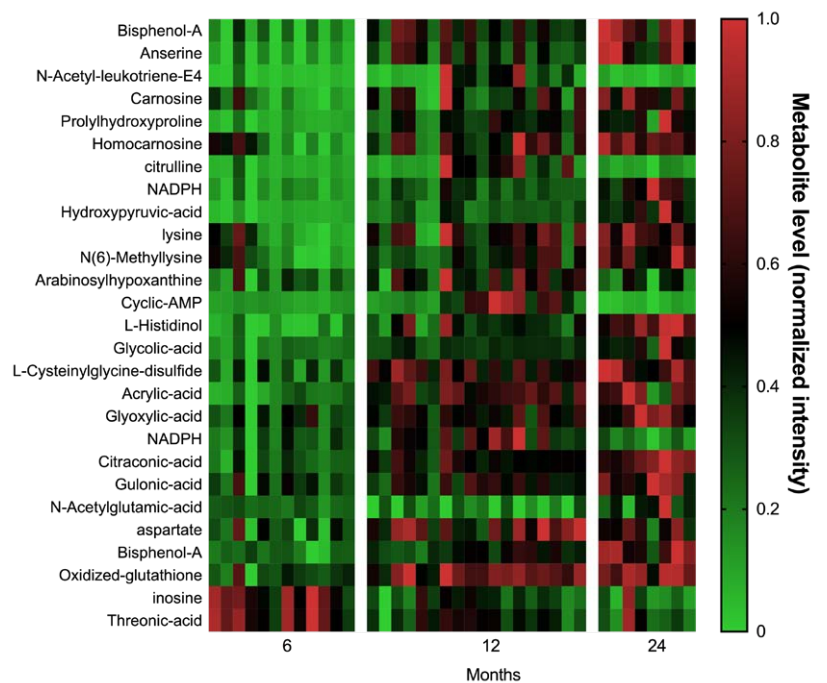 Bisphenol-A
Anserine
N-Acetyl-leukotriene-E4
Carnosine
Prolylhydroxyproline
Homocarnosine
citrulline
NADPH
Hydroxypyruvic-acid
lysine
N(6)-Methyllysine
Arabinosylhypoxanthine
Cyclic-AMP
L-Histidinol
Glycolic-acid
L-Cysteinylglycine-disulfide
Acrylic-acid
Glyoxylic-acid
NADPH
Citraconic-acid
Gulonic-acid
N-Acetylglutamic-acid
aspartate
Bisphenol-A
Oxidized-glutathione
inosine
Threonic-acid
6 12 24
Months
1.0
0.8
0.6
0.4
0.2
0
Metabolite level (normalized intensity)